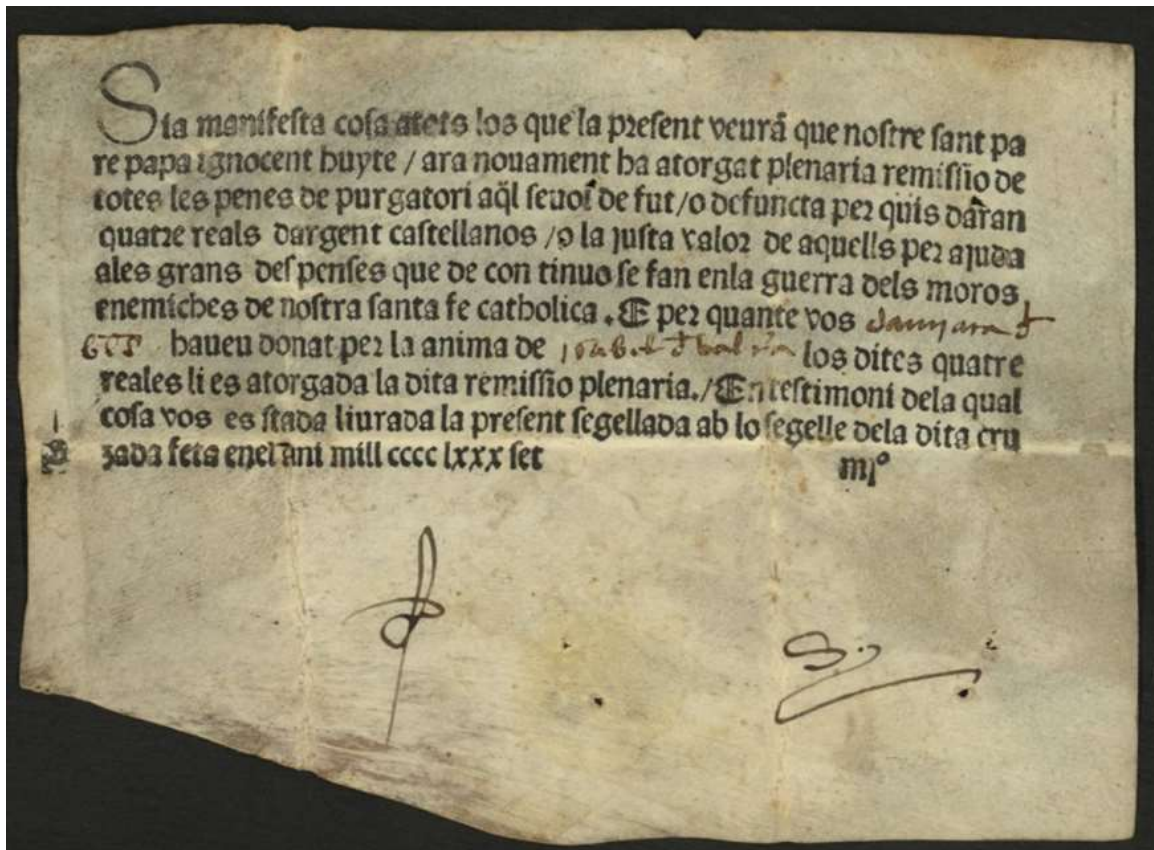 Sia manifesta cosa atots los que la present veurã que nostre sant pa
re papa ignocent huyte / ara nouament ha atorgat plenaria remissio de
totes les penes de purgatori aq̃l de fut / o defuncta per quis daran
quatre reals dargent castellanos / o la justa valor de aquells per ajuda
ales grans despenses que de con tinuo se fan enla guerra dels moros
enemiches de nostra santa fe catholica . E per quante vos
haueu donat per la anima de los dites quatre
reales li es atorgada la dita remissio plenaria. / En testimoni dela qual
cosa vos es stada liurada la present segellada ab lo segelle dela dita cru
zada feta enel ani mill cccc lxxx set